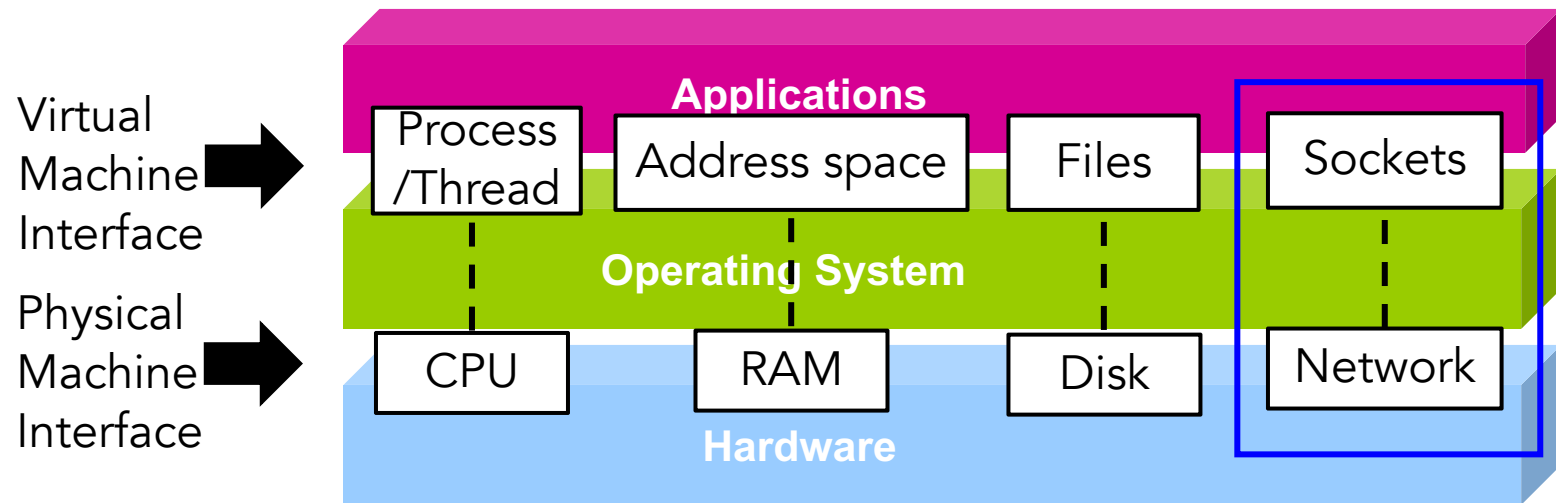 Applications
Virtual
Machine
Interface
Process
/Thread
Address space
Files
Sockets
Operating System
Physical
Machine
Interface
CPU
RAM
Disk
Network
Hardware